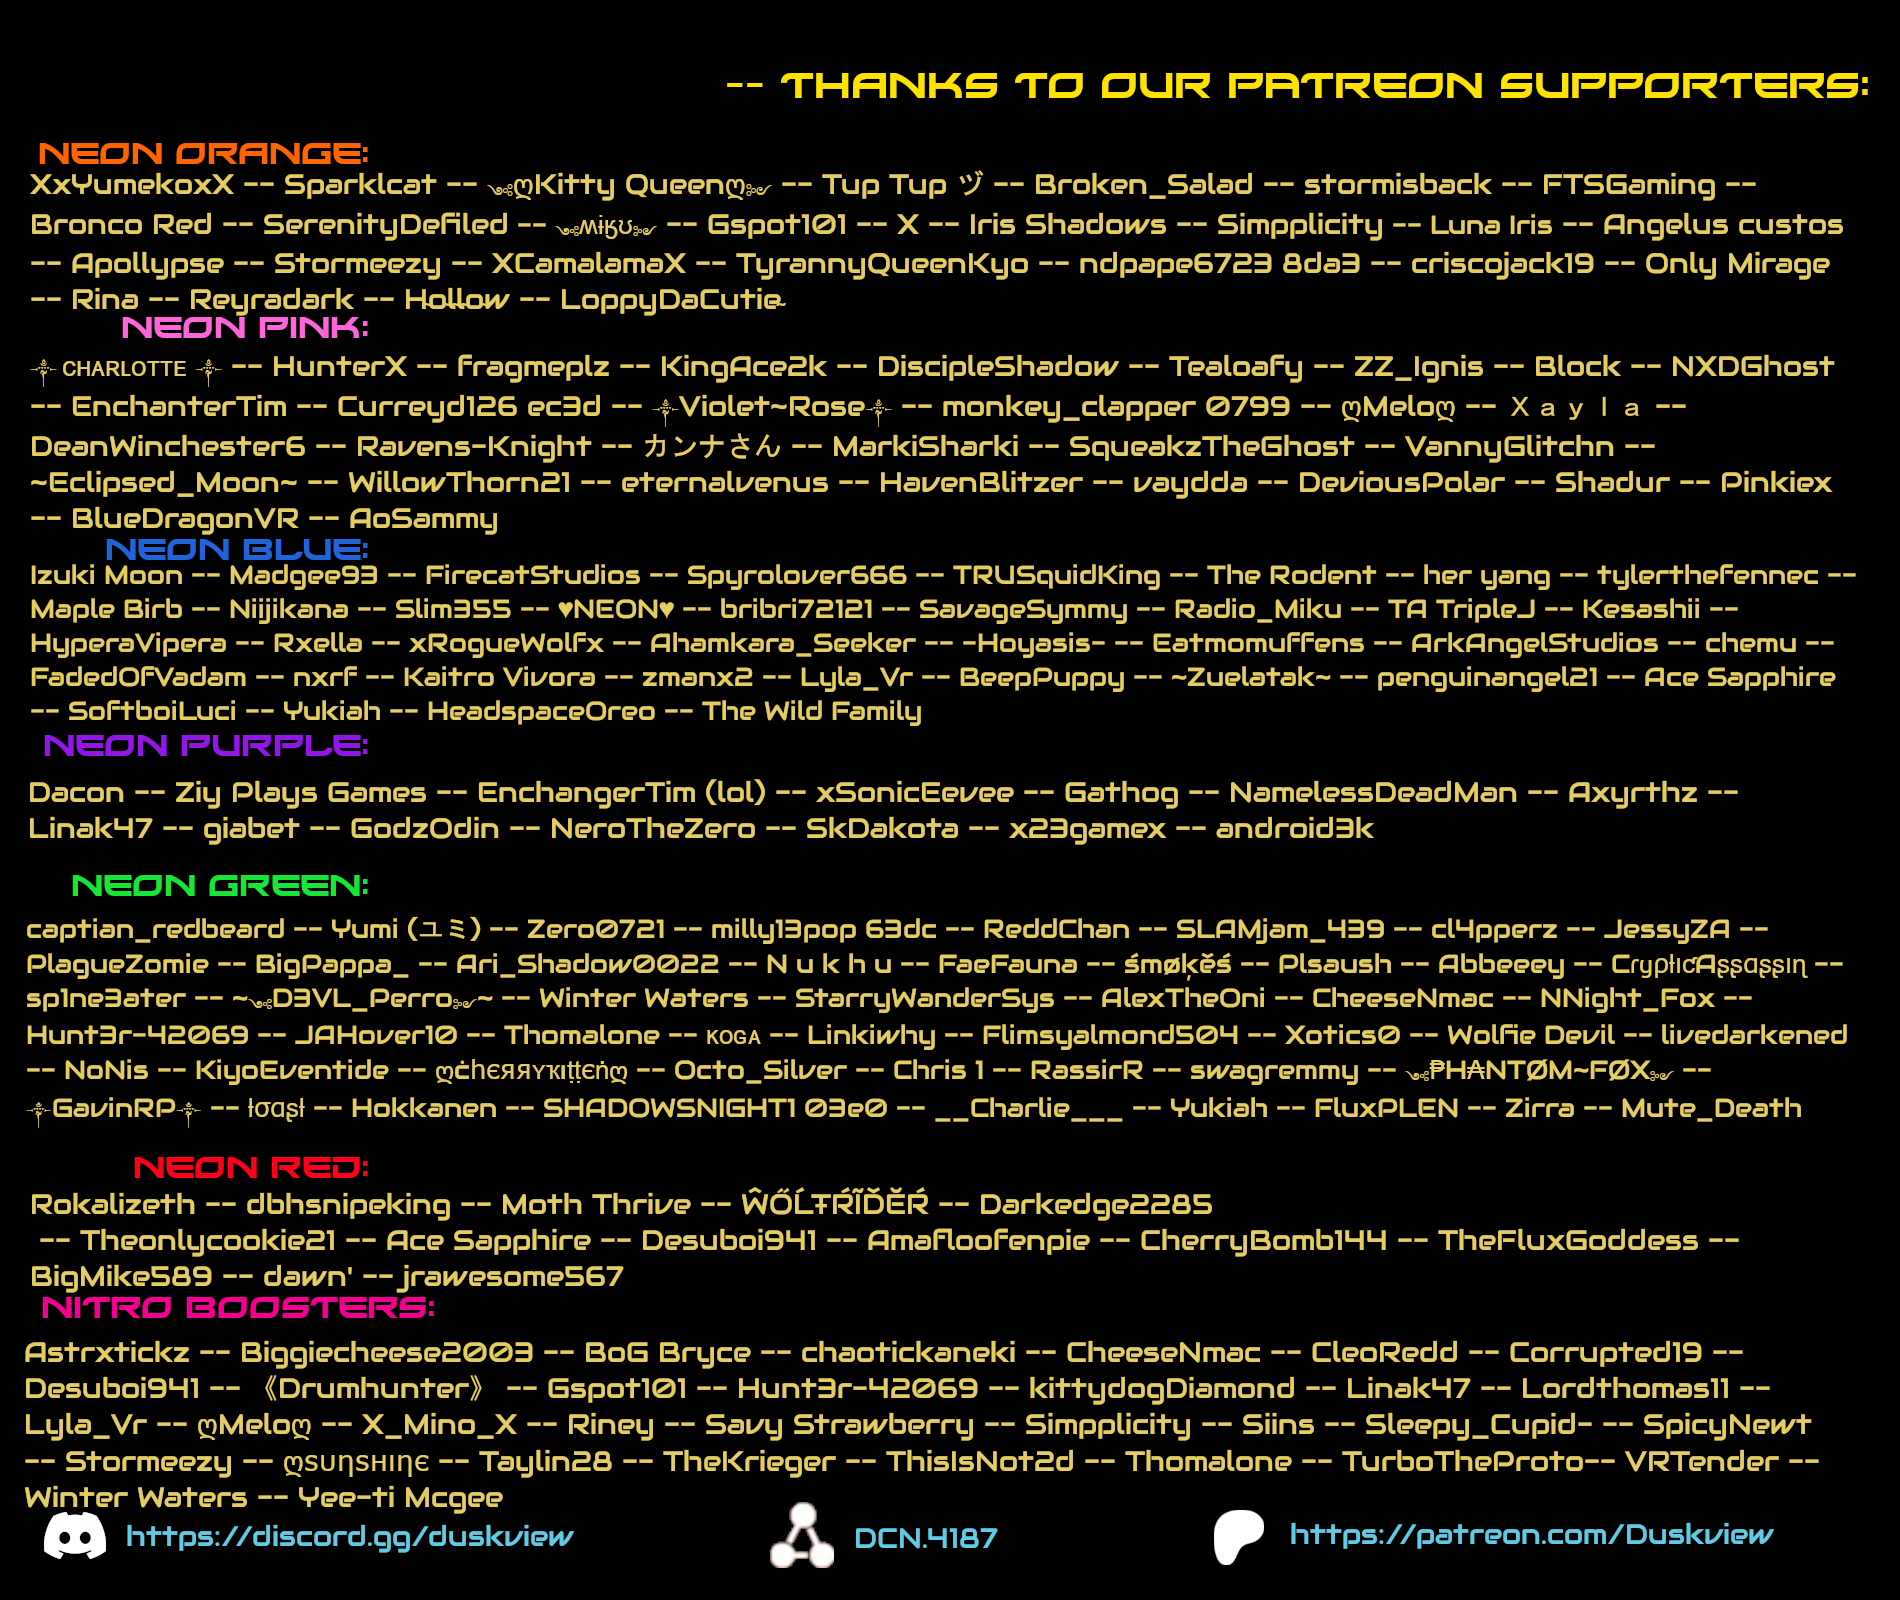 -- THANKS TO OUR PATREON SUPPORTERS:
NEON ORANGE:
XxYumekoxX -- Sparklcat -- ༺ღKitty Queenღ༻ -- Tup Tup ヅ -- Broken_Salad -- stormisback -- FTSGaming --
Bronco Red -- SerenityDefiled -- ༺ʍɨӄʊ༻ -- Gspot101 -- X -- Iris Shadows -- Simpplicity -- Luna Iris -- Angelus custos
-- Apollypse -- Stormeezy -- XCamalamaX -- TyrannyQueenKyo -- ndpape6723 8da3 -- criscojack19 -- Only Mirage
-- Rina -- Reyradark -- Hollow -- LoppyDaCutie
NEON PINK:
⸸ ᴄʜᴀʀʟᴏᴛᴛᴇ ⸸ -- HunterX -- fragmeplz -- KingAce2k -- DiscipleShadow -- Tealoafy -- ZZ_Ignis -- Block -- NXDGhost
-- EnchanterTim -- Curreyd126 ec3d -- ⸸Violet~Rose⸸ -- monkey_clapper 0799 -- ღMeloღ -- Ｘａｙｌａ --
DeanWinchester6 -- Ravens-Knight -- カンナさん -- MarkiSharki -- SqueakzTheGhost -- VannyGlitchn --
~Eclipsed_Moon~ -- WillowThorn21 -- eternalvenus -- HavenBlitzer -- vaydda -- DeviousPolar -- Shadur -- Pinkiex
-- BlueDragonVR -- AoSammy
NEON BLUE:
Izuki Moon -- Madgee93 -- FirecatStudios -- Spyrolover666 -- TRUSquidKing -- The Rodent -- her yang -- tylerthefennec --
Maple Birb -- Niijikana -- Slim355 -- ♥NEON♥ -- bribri72121 -- SavageSymmy -- Radio_Miku -- TA TripleJ -- Kesashii --
HyperaVipera -- Rxella -- xRogueWolfx -- Ahamkara_Seeker -- -Hoyasis- -- Eatmomuffens -- ArkAngelStudios -- chemu --
FadedOfVadam -- nxrf -- Kaitro Vivora -- zmanx2 -- Lyla_Vr -- BeepPuppy -- ~Zuelatak~ -- penguinangel21 -- Ace Sapphire
-- SoftboiLuci -- Yukiah -- HeadspaceOreo -- The Wild Family
NEON PURPLE:
Dacon -- Ziy Plays Games -- EnchangerTim (lol) -- xSonicEevee -- Gathog -- NamelessDeadMan -- Axyrthz --
Linak47 -- giabet -- GodzOdin -- NeroTheZero -- SkDakota -- x23gamex -- android3k
NEON GREEN:
captian_redbeard -- Yumi (ユミ) -- Zero0721 -- milly13pop 63dc -- ReddChan -- SLAMjam_439 -- cl4pperz -- JessyZA --
PlagueZomie -- BigPappa_ -- Ari_Shadow0022 -- N u k h u -- FaeFauna -- śmøķěś -- Plsaush -- Abbeeey -- CɾყρƚιƈAʂʂαʂʂιɳ --
sp1ne3ater -- ~༺D3VL_Perro༻~ -- Winter Waters -- StarryWanderSys -- AlexTheOni -- CheeseNmac -- NNight_Fox --
Hunt3r-42069 -- JAHover10 -- Thomalone -- ᴋᴏɢᴀ -- Linkiwhy -- Flimsyalmond504 -- Xotics0 -- Wolfie Devil -- livedarkened
-- NoNis -- KiyoEventide -- ღċhєяяʏĸιṭṭєṅღ -- Octo_Silver -- Chris 1 -- RassirR -- swagremmy -- ༺₱H₳NTØM~FØX༻ --
⸸GavinRP⸸ -- ƚσαʂƚ -- Hokkanen -- SHADOWSNIGHT1 03e0 -- __Charlie___ -- Yukiah -- FluxPLEN -- Zirra -- Mute_Death
NEON RED:
Rokalizeth -- dbhsnipeking -- Moth Thrive -- ŴŐĹŦŔĨĎĔŔ -- Darkedge2285
-- Theonlycookie21 -- Ace Sapphire -- Desuboi941 -- Amafloofenpie -- CherryBomb144 -- TheFluxGoddess --
BigMike589 -- dawn' -- jrawesome567
NITRO BOOSTERS:
Astrxtickz -- Biggiecheese2003 -- BoG Bryce -- chaotickaneki -- CheeseNmac -- CleoRedd -- Corrupted19 --
Desuboi941 -- 《Drumhunter》 -- Gspot101 -- Hunt3r-42069 -- kittydogDiamond -- Linak47 -- Lordthomas11 --
Lyla_Vr -- ღMeloღ -- X_Mino_X -- Riney -- Savy Strawberry -- Simpplicity -- Siins -- Sleepy_Cupid- -- SpicyNewt
-- Stormeezy -- ღsυηsнιηє -- Taylin28 -- TheKrieger -- ThisIsNot2d -- Thomalone -- TurboTheProto-- VRTender --
Winter Waters -- Yee-ti Mcgee
https://discord.gg/duskview
DCN.4187
https://patreon.com/Duskview